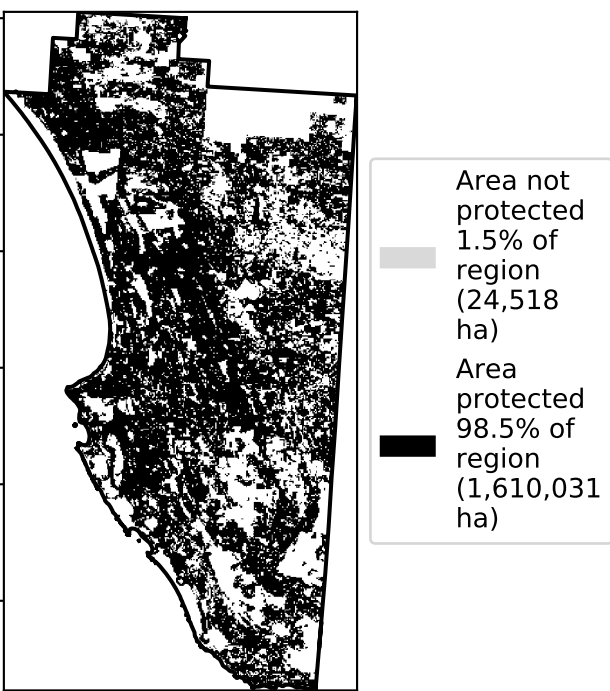 Area not
protected
1.5% of
region
(24,518
ha)
Area
protected
98.5% of
region
(1,610,031
ha)